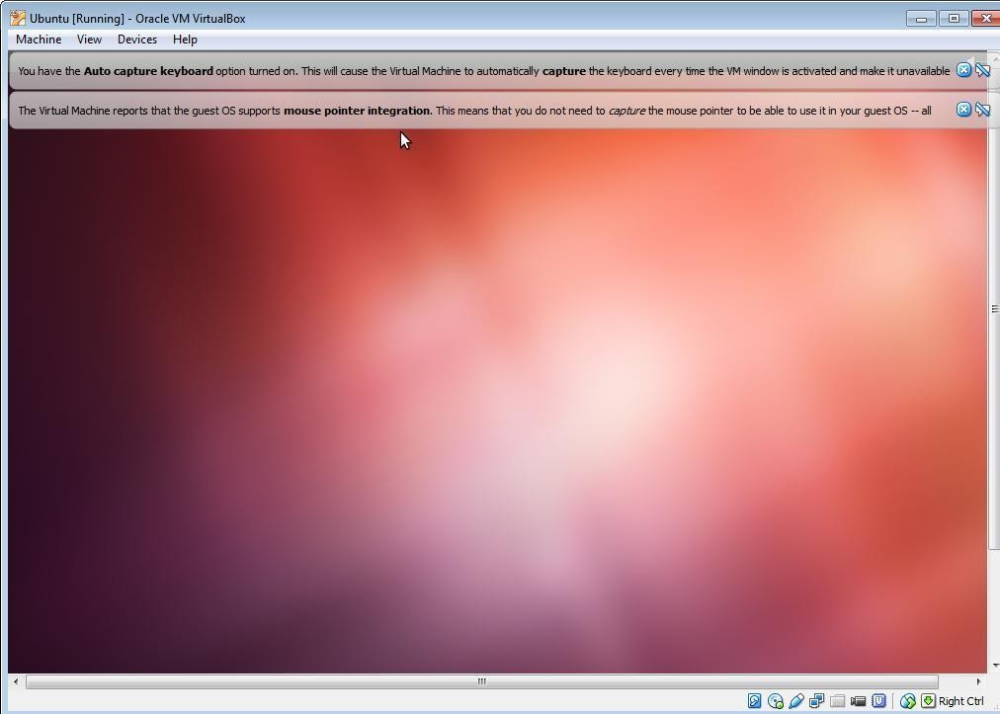 Ubuntu [Running] - Oracle VM VirtualBox
Machine View Devices Help
You have the Auto capture keyboard option turned on. This will cause the Virtual Machine to automatically capture the keyboard every time the VM window is activated and make it unavailable
The Virtual Machine reports that the guest OS supports mouse pointer integration. This means that you do not need to capture the mouse pointer to be able to use it in your guest OS -- all
Right Ctrl